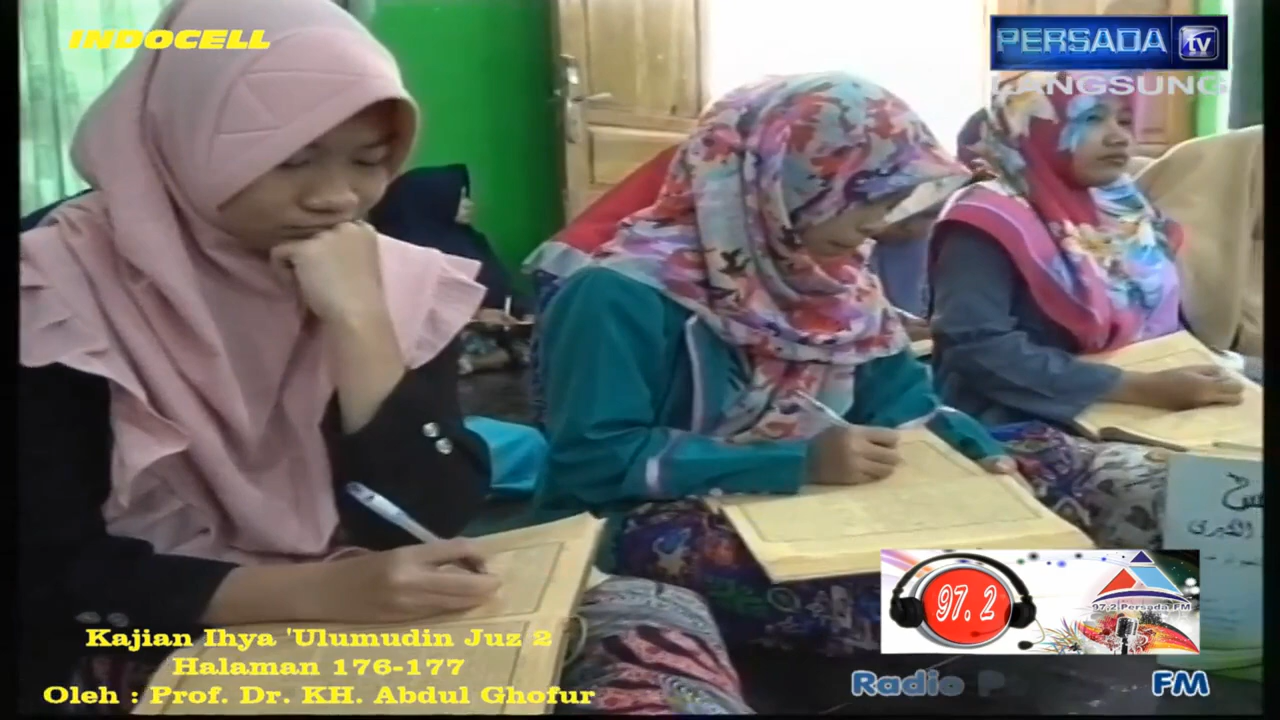 INDOCELL
PERSADA tv
LANGSUNG
97.2
97.2 Persada FM
Kajian Ihya 'Ulumudin Juz 2
Halaman 176-177
Oleh : Prof. Dr. KH. Abdul Ghofur
Radio P FM